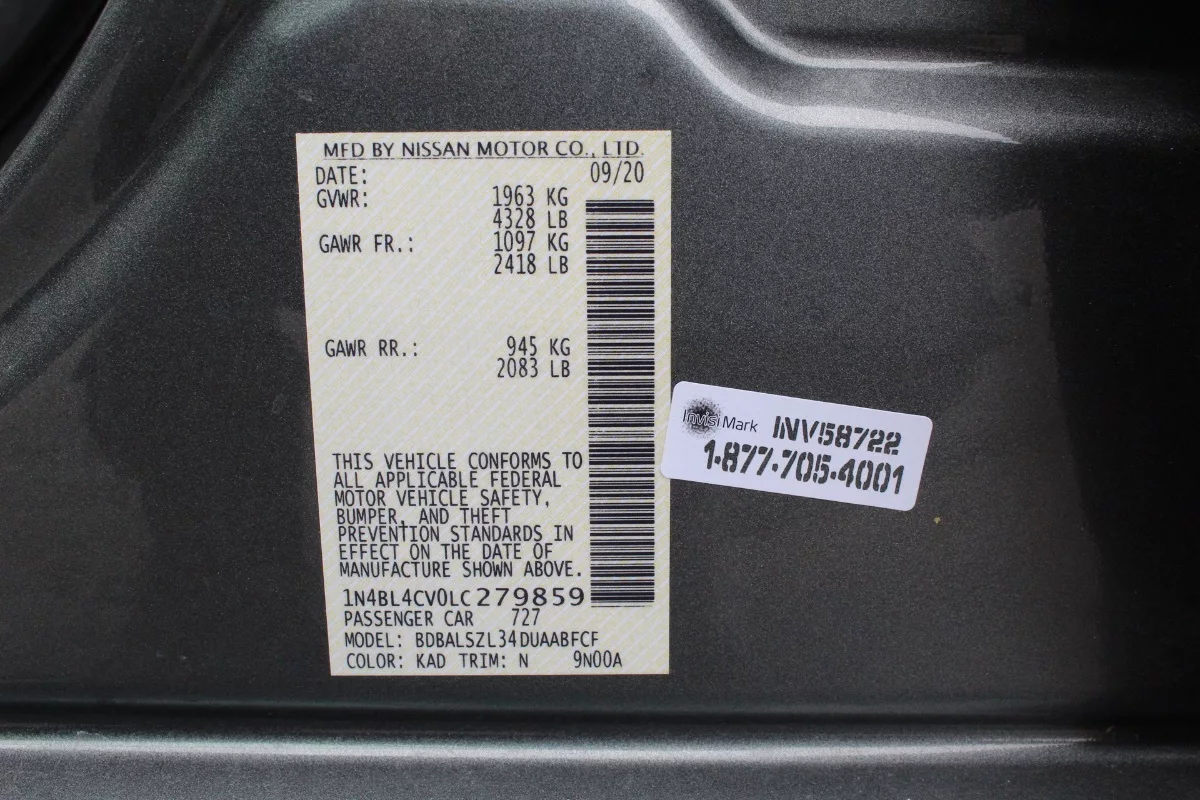 MFD BY NISSAN MOTOR CO., LTD.
DATE: 09/20
GVWR: 1963 KG
4328 LB
GAWR FR.: 1097 KG
2418 LB
GAWR RR.: 945 KG
2083 LB
THIS VEHICLE CONFORMS TO
ALL APPLICABLE FEDERAL
MOTOR VEHICLE SAFETY,
BUMPER, AND THEFT
PREVENTION STANDARDS IN
EFFECT ON THE DATE OF
MANUFACTURE SHOWN ABOVE.
1N4BL4CV0LC279859
PASSENGER CAR 727
MODEL: BDBALSZL34DUAABFCF
COLOR: KAD TRIM: N 9N00A
InvisiMark INV58722
1-877-705-4001